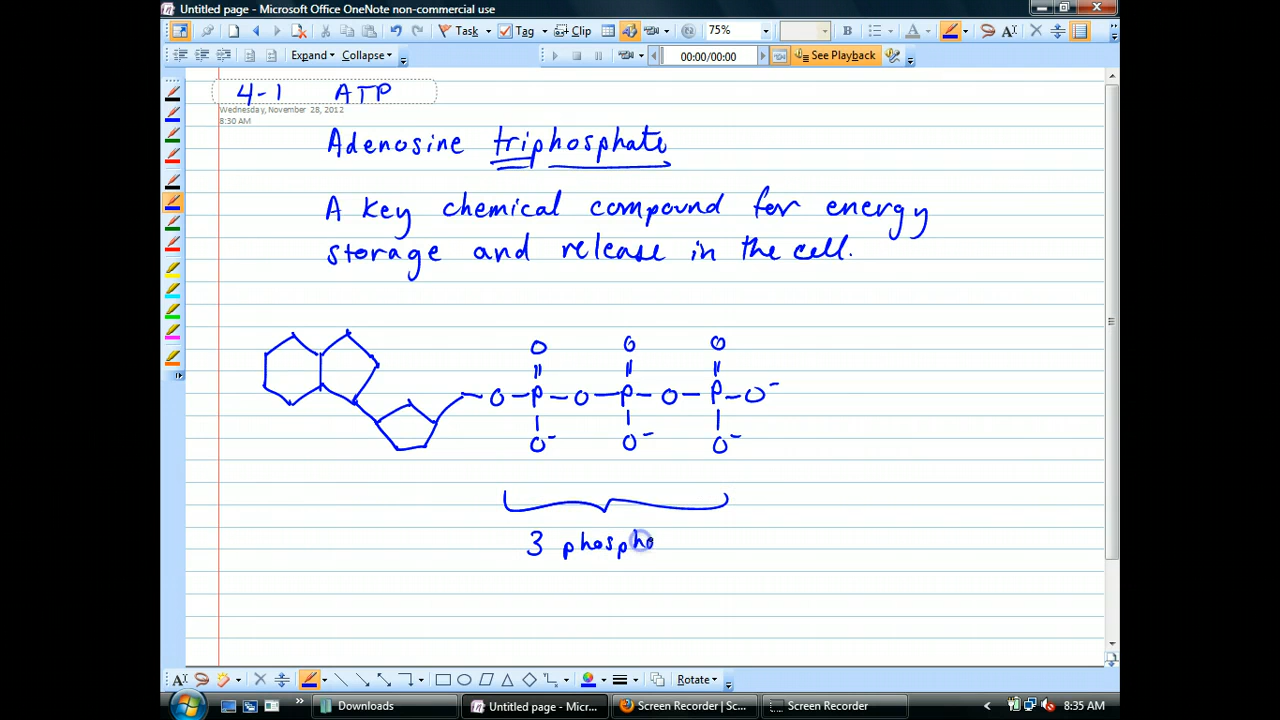 Untitled page - Microsoft Office OneNote non-commercial use
Task
Tag
Clip
75%
B
A
A
Expand
Collapse
00:00/00:00
See Playback
4-1 ATP
Wednesday, November 28, 2012
8:30 AM
Adenosine triphosphate
A key chemical compound for energy
storage and release in the cell.
O O O
O - P - O - P - O - P - O⁻
O⁻ O⁻ O⁻
3 phospho
A
Rotate
Downloads
Untitled page - Micr...
Screen Recorder | Sc...
Screen Recorder
8:35 AM